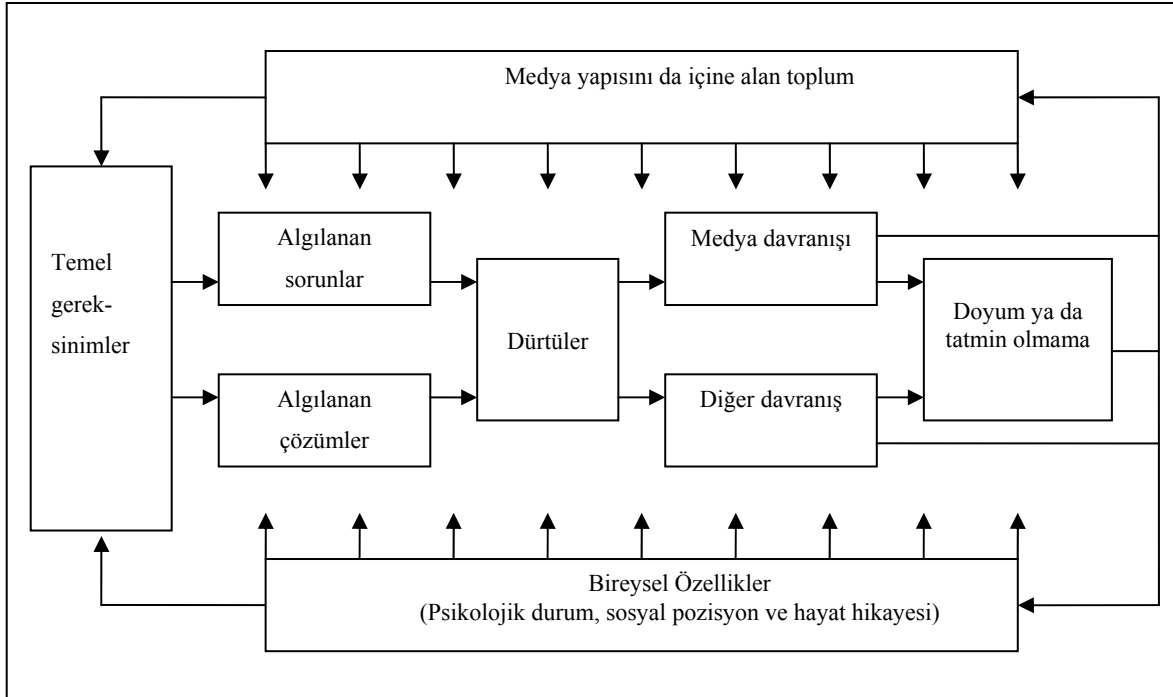 Medya yapısını da içine alan toplum
Temel
gerek-
sinimler
Algılanan
sorunlar
Algılanan
çözümler
Dürtüler
Medya davranışı
Diğer davranış
Doyum ya da
tatmin olmama
Bireysel Özellikler
(Psikolojik durum, sosyal pozisyon ve hayat hikayesi)